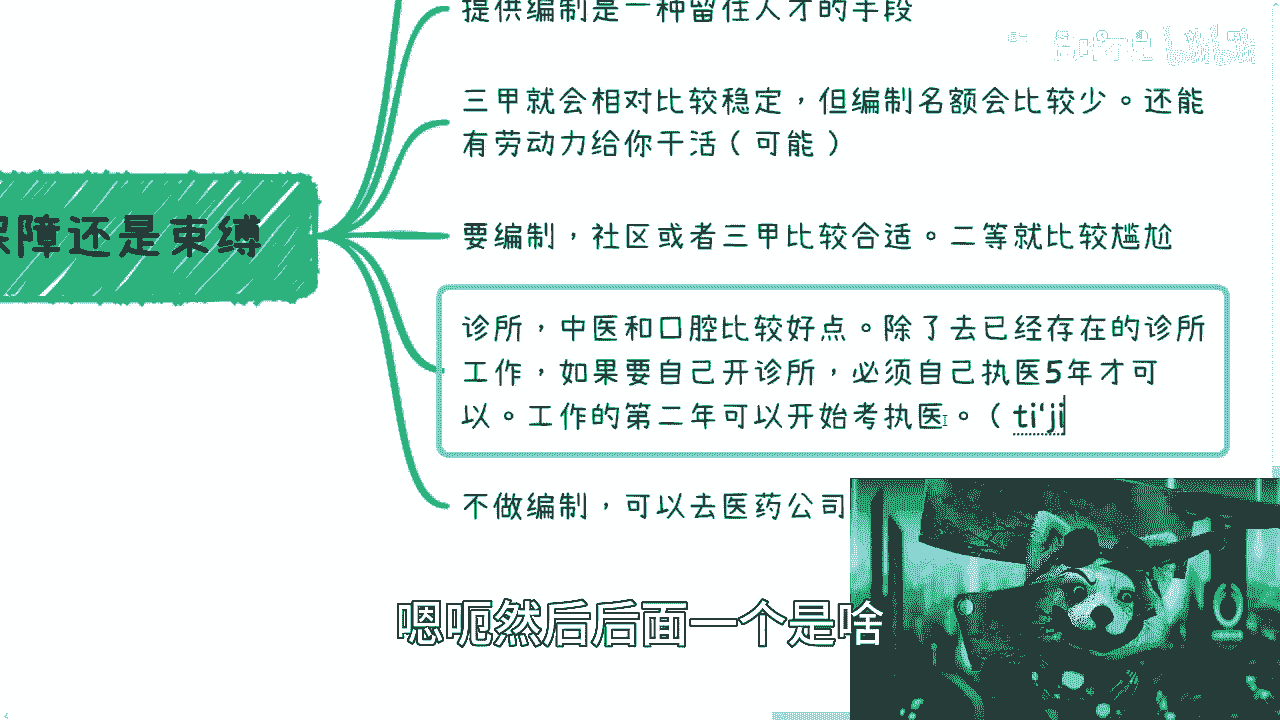 提供编制是一种留住人才的手段
三甲就会相对比较稳定，但编制名额会比较少。还能
有劳动力给你干活（可能）
保障还是束缚
要编制，社区或者三甲比较合适。二等就比较尴尬
诊所，中医和口腔比较好点。除了去已经存在的诊所
工作，如果要自己开诊所，必须自己执医5年才可
以。工作的第二年可以开始考执医。（ti'ji
不做编制，可以去医药公司
嗯呃然后后面一个是啥